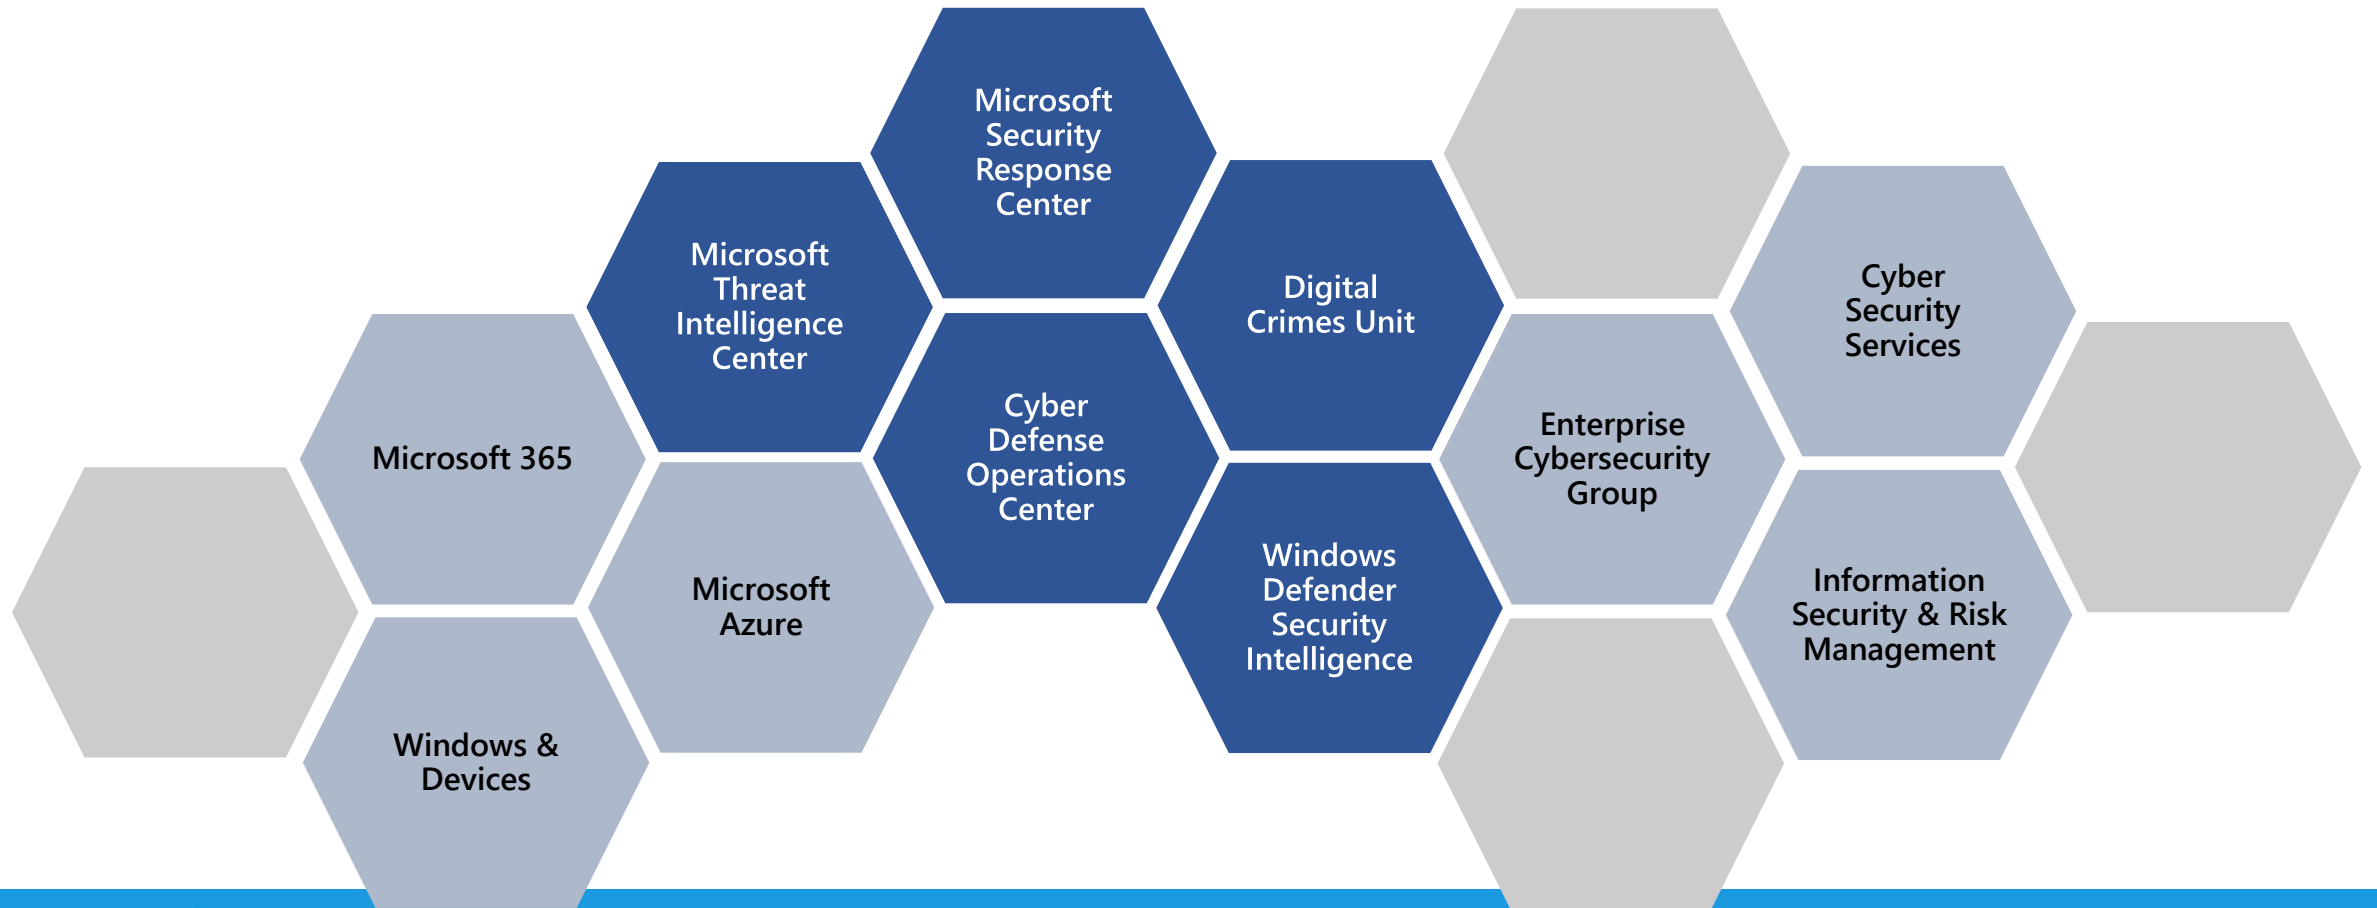 Microsoft
Security
Response
Center
Microsoft
Threat
Intelligence
Center
Digital
Crimes Unit
Cyber
Security
Services
Microsoft 365
Cyber
Defense
Operations
Center
Enterprise
Cybersecurity
Group
Microsoft
Azure
Windows
Defender
Security
Intelligence
Information
Security & Risk
Management
Windows &
Devices